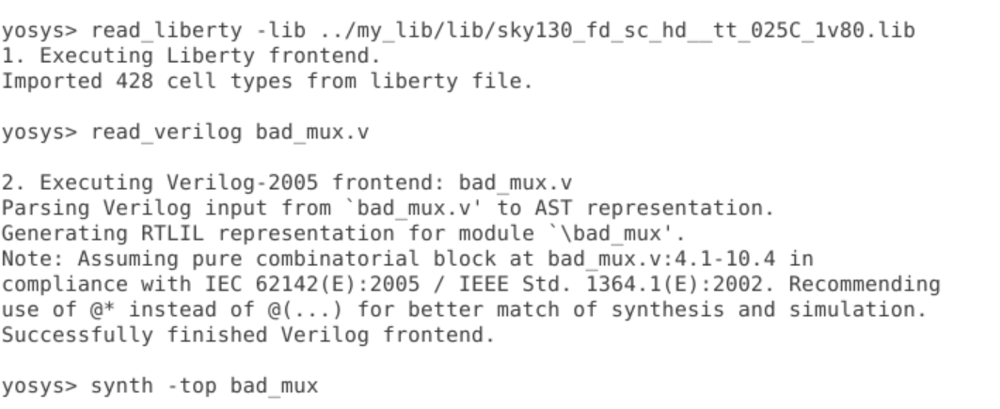 yosys> read_liberty -lib ../my_lib/lib/sky130_fd_sc_hd__tt_025C_1v80.lib
1. Executing Liberty frontend.
Imported 428 cell types from liberty file.
yosys> read_verilog bad_mux.v
2. Executing Verilog-2005 frontend: bad_mux.v
Parsing Verilog input from `bad_mux.v' to AST representation.
Generating RTLIL representation for module `\bad_mux'.
Note: Assuming pure combinatorial block at bad_mux.v:4.1-10.4 in
compliance with IEC 62142(E):2005 / IEEE Std. 1364.1(E):2002. Recommending
use of @* instead of @(...) for better match of synthesis and simulation.
Successfully finished Verilog frontend.
yosys> synth -top bad_mux